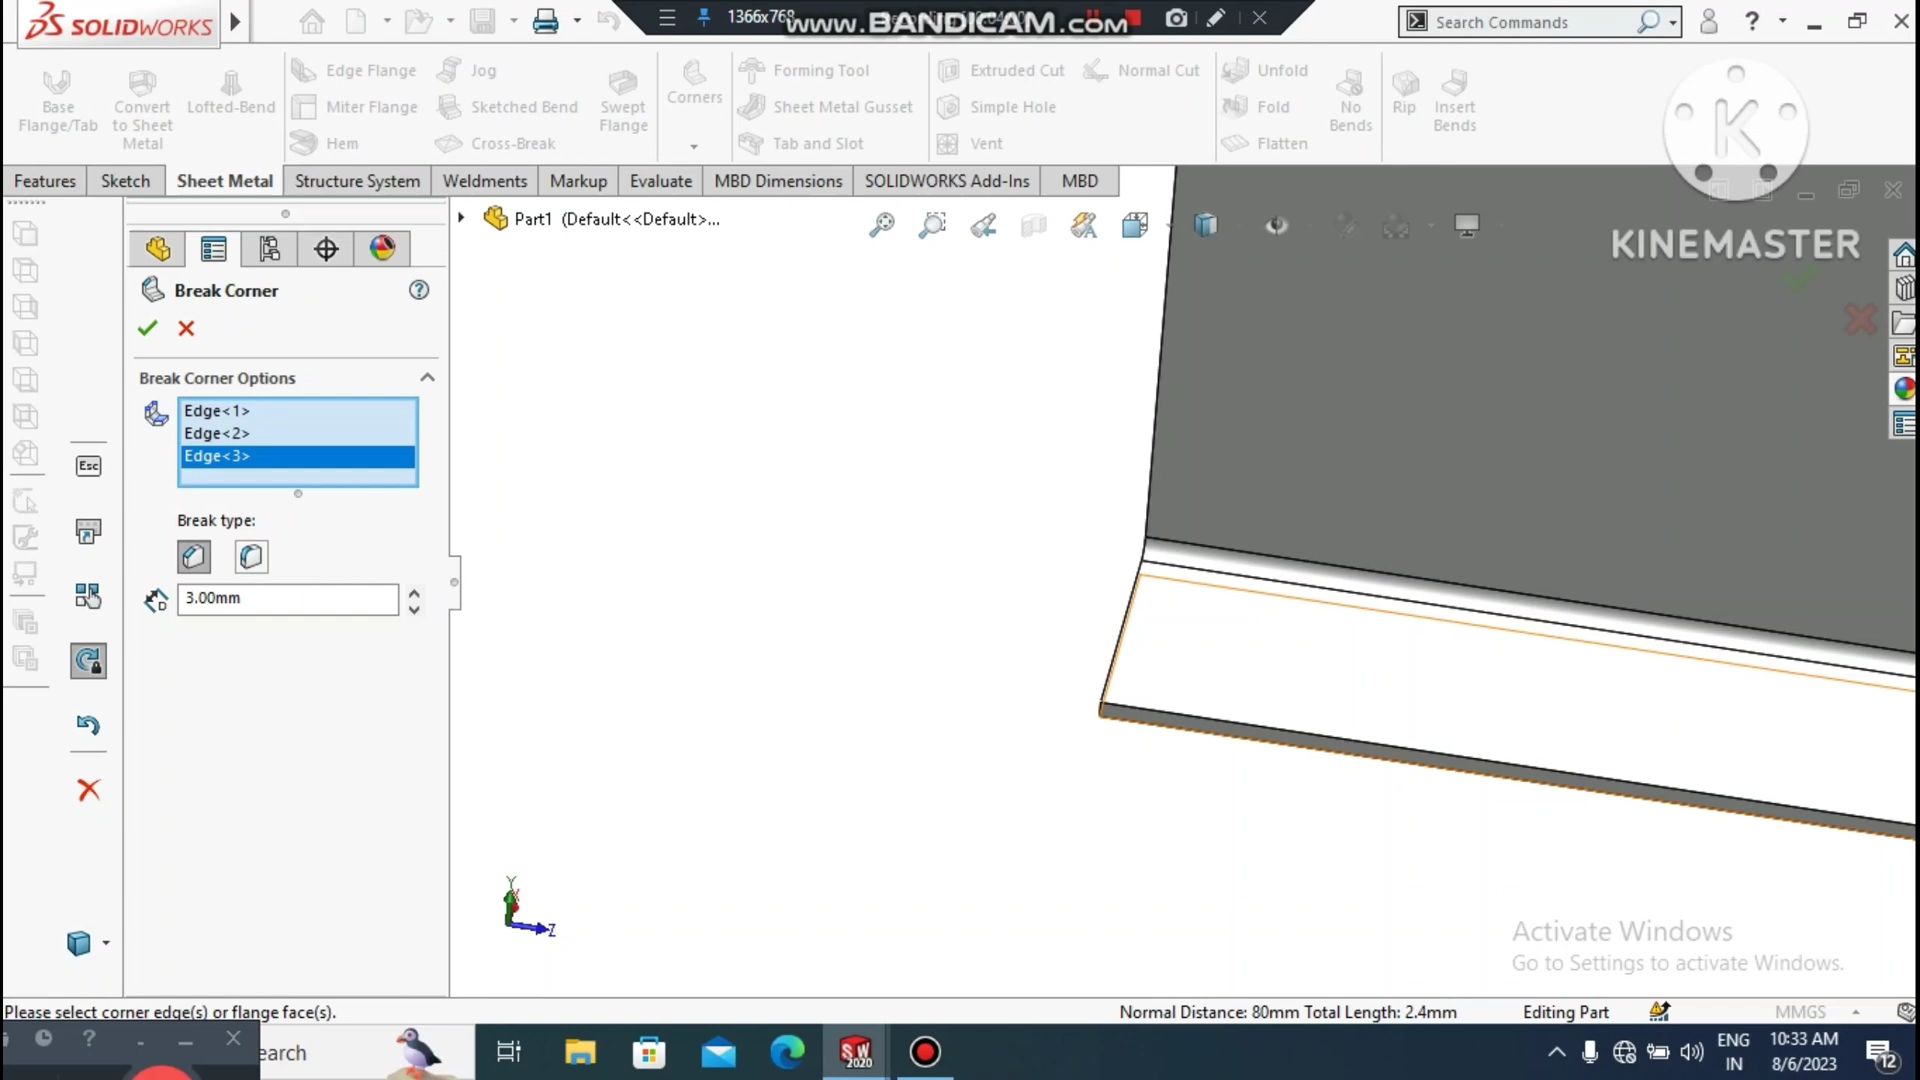 SOLIDWORKS
1366x768
www.BANDICAM.com
Search Commands
?
Base Flange/Tab
Convert to Sheet Metal
Lofted-Bend
Edge Flange
Miter Flange
Hem
Jog
Sketched Bend
Cross-Break
Swept Flange
Corners
Forming Tool
Sheet Metal Gusset
Tab and Slot
Extruded Cut
Simple Hole
Vent
Normal Cut
Unfold
Fold
Flatten
No Bends
Rip
Insert Bends
K
KINEMASTER
Features
Sketch
Sheet Metal
Structure System
Weldments
Markup
Evaluate
MBD Dimensions
SOLIDWORKS Add-Ins
MBD
Part1 (Default<<Default>...
Break Corner
?
Break Corner Options
Edge<1>
Edge<2>
Edge<3>
Esc
Break type:
D
3.00mm
Y
Z
Activate Windows
Go to Settings to activate Windows.
Please select corner edge(s) or flange face(s).
Normal Distance: 80mm Total Length: 2.4mm
Editing Part
MMGS
?
earch
SW 2020
ENG
IN
10:33 AM
8/6/2023
12